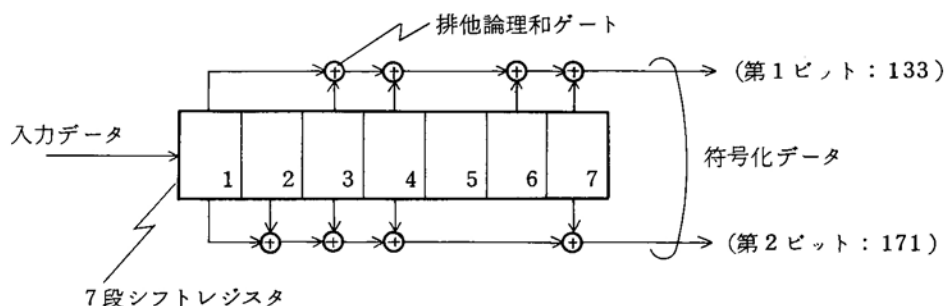 排他論理和ゲート
(第1ビット:133)
入力データ
1 2 3 4 5 6 7
符号化データ
(第2ビット:171)
7段シフトレジスタ